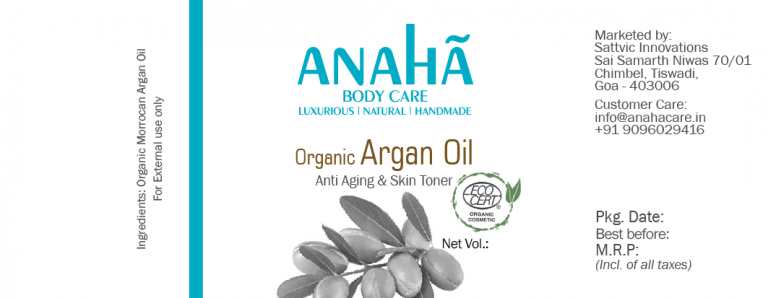 Ingredients: Organic Morrocan Argan Oil
For External use only
ANAHÃ
BODY CARE
LUXURIOUS | NATURAL | HANDMADE
Organic Argan Oil
Anti Aging & Skin Toner
ECO
CERT
®
ORGANIC
COSMETIC
Net Vol.:
Marketed by:
Sattvic Innovations
Sai Samarth Niwas 70/01
Chimbel, Tiswadi,
Goa - 403006
Customer Care:
info@anahacare.in
+91 9096029416
Pkg. Date:
Best before:
M.R.P:
(Incl. of all taxes)